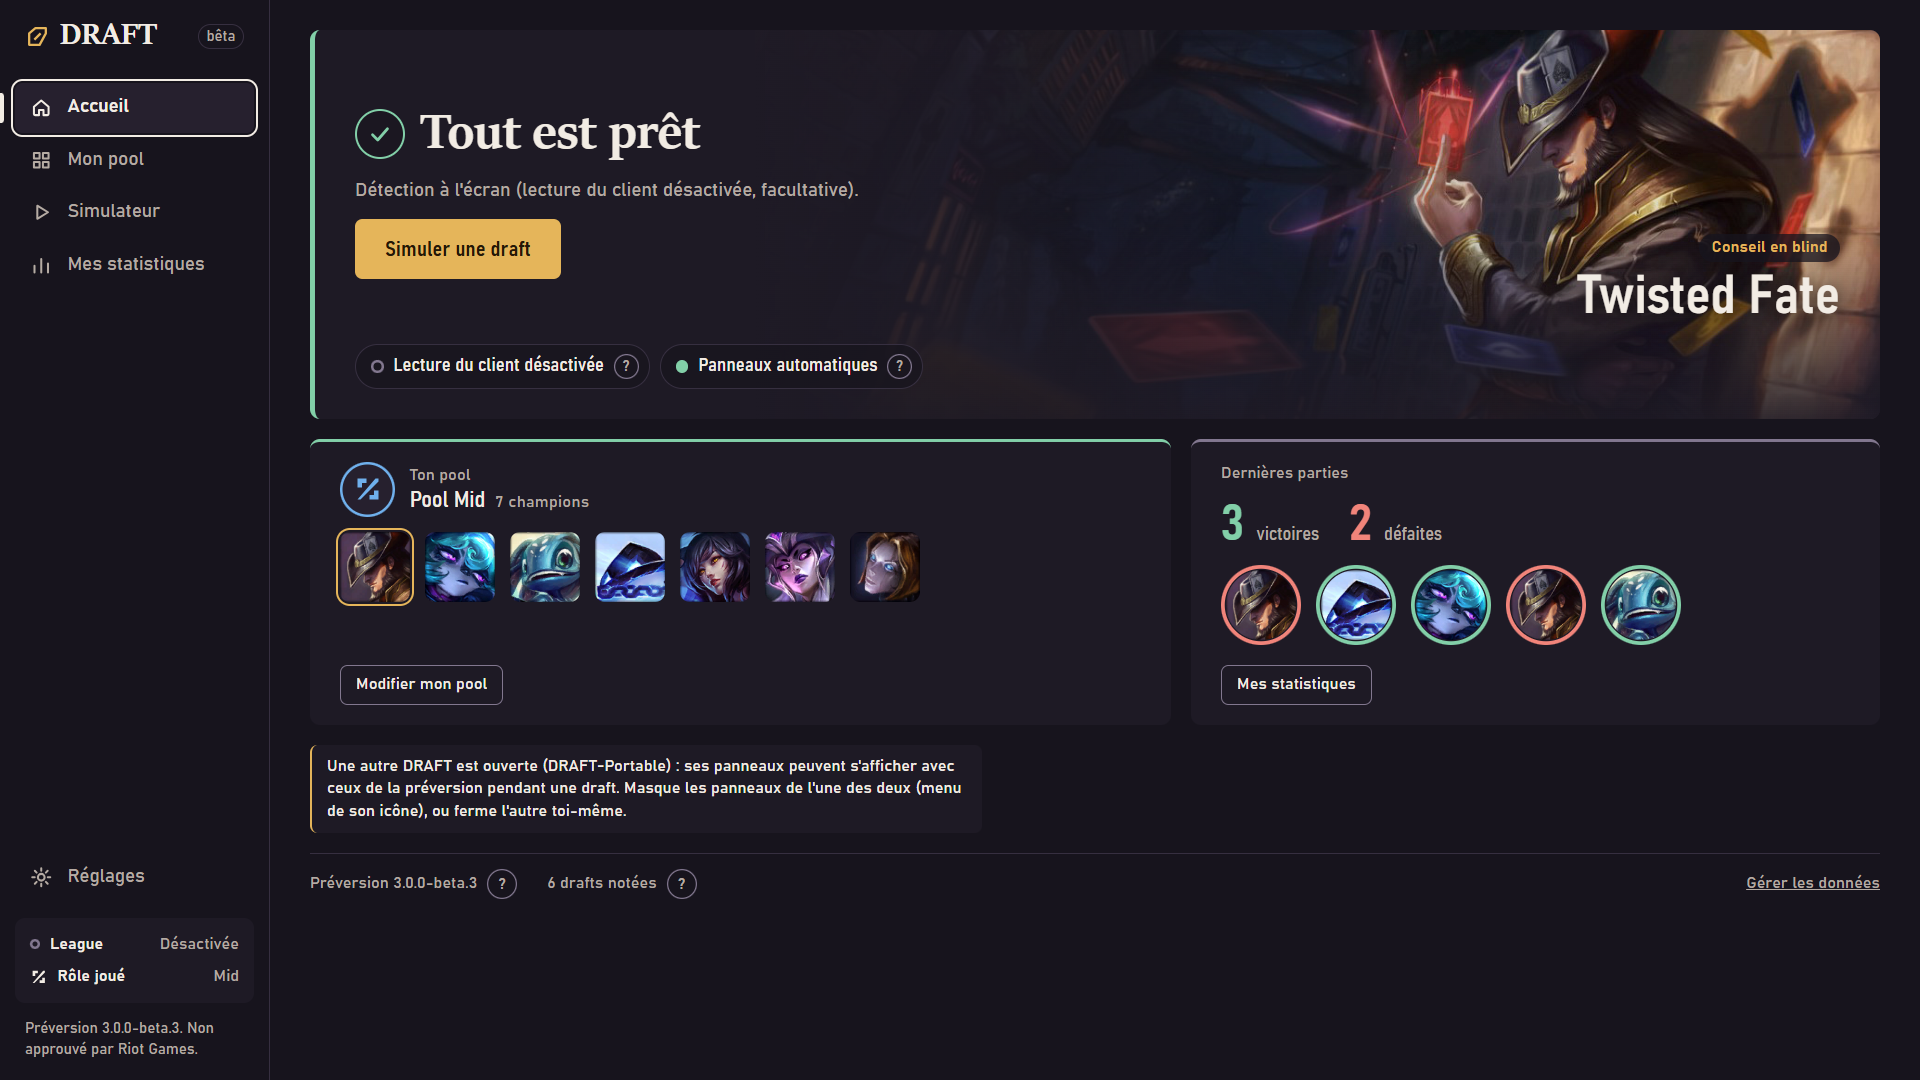 DRAFT
bêta
Accueil
Mon pool
Simulateur
Mes statistiques
Réglages
League
Désactivée
Rôle joué
Mid
Préversion 3.0.0-beta.3. Non
approuvé par Riot Games.
Tout est prêt
Détection à l'écran (lecture du client désactivée, facultative).
Simuler une draft
Lecture du client désactivée
?
Panneaux automatiques
?
Conseil en blind
Twisted Fate
Ton pool
Pool Mid 7 champions
Modifier mon pool
Dernières parties
3 victoires 2 défaites
Mes statistiques
Une autre DRAFT est ouverte (DRAFT-Portable) : ses panneaux peuvent s'afficher avec
ceux de la préversion pendant une draft. Masque les panneaux de l'une des deux (menu
de son icône), ou ferme l'autre toi-même.
Préversion 3.0.0-beta.3 ?
6 drafts notées ?
Gérer les données